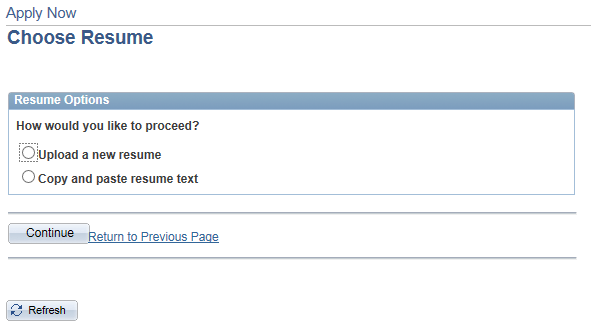 Apply Now
Choose Resume
Resume Options
How would you like to proceed?
Upload a new resume
Copy and paste resume text
Continue Return to Previous Page
Refresh